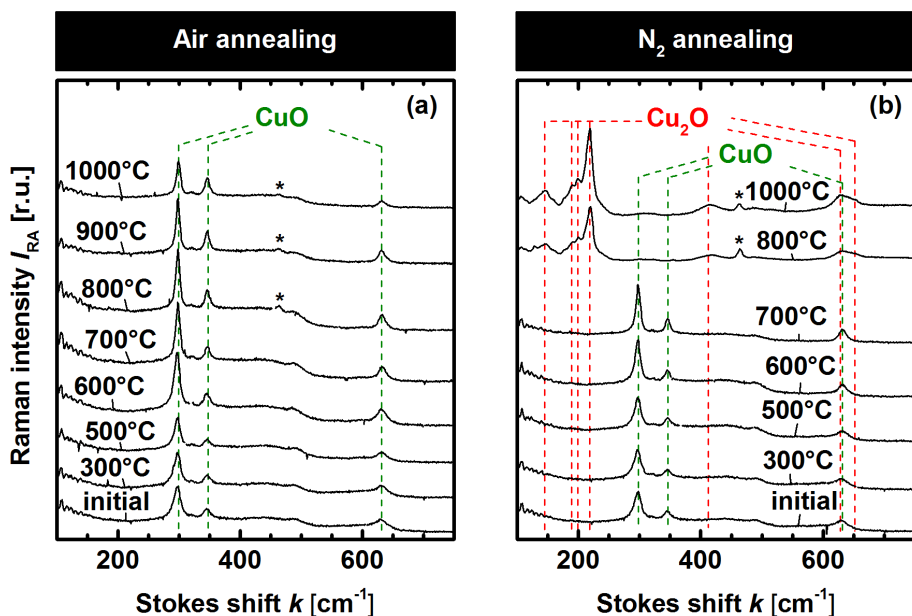 Air annealing
N₂ annealing
Raman intensity I_RA [r.u.]
(a)
CuO
1000°C
*
900°C
*
800°C
*
700°C
600°C
500°C
300°C
initial
200 400 600
Stokes shift k [cm⁻¹]
(b)
Cu₂O
CuO
*
1000°C
*
800°C
700°C
600°C
500°C
300°C
initial
200 400 600
Stokes shift k [cm⁻¹]